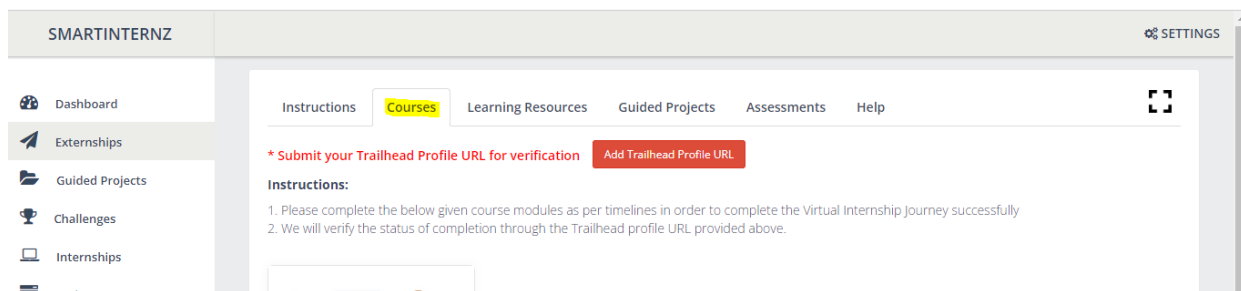 SMARTINTERNZ
SETTINGS
Dashboard
Externships
Guided Projects
Challenges
Internships
Instructions Courses Learning Resources Guided Projects Assessments Help
* Submit your Trailhead Profile URL for verification Add Trailhead Profile URL
Instructions:
1. Please complete the below given course modules as per timelines in order to complete the Virtual Internship Journey successfully
2. We will verify the status of completion through the Trailhead profile URL provided above.